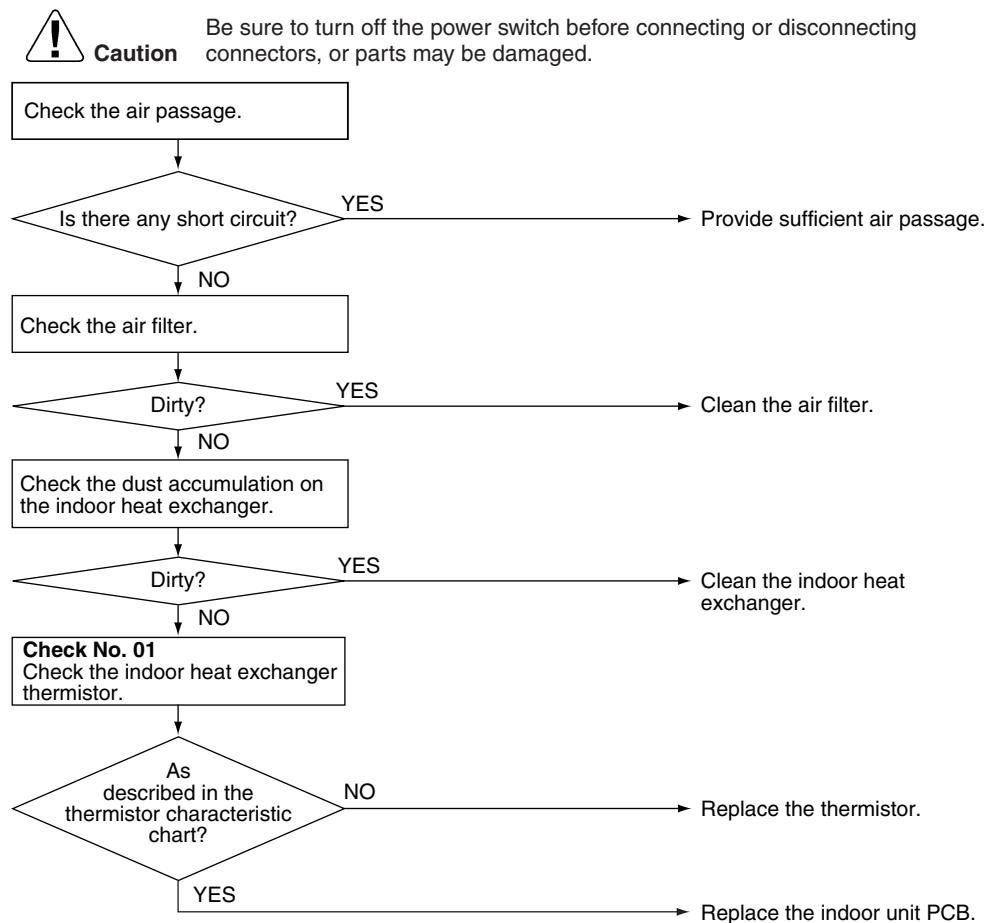 Be sure to turn off the power switch before connecting or disconnecting
Caution connectors, or parts may be damaged.
Check the air passage.
Is there any short circuit?
YES
Provide sufficient air passage.
NO
Check the air filter.
Dirty?
YES
Clean the air filter.
NO
Check the dust accumulation on
the indoor heat exchanger.
Dirty?
YES
Clean the indoor heat
exchanger.
NO
Check No. 01
Check the indoor heat exchanger
thermistor.
As
described in the
thermistor characteristic
chart?
NO
Replace the thermistor.
YES
Replace the indoor unit PCB.